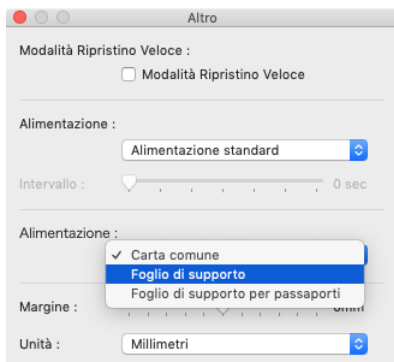 Altro
Modalità Ripristino Veloce :
Modalità Ripristino Veloce
Alimentazione :
Alimentazione standard
Intervallo : 0 sec
Alimentazione :
✓ Carta comune
Foglio di supporto
Foglio di supporto per passaporti
Margine : 0mm
Unità : Millimetri